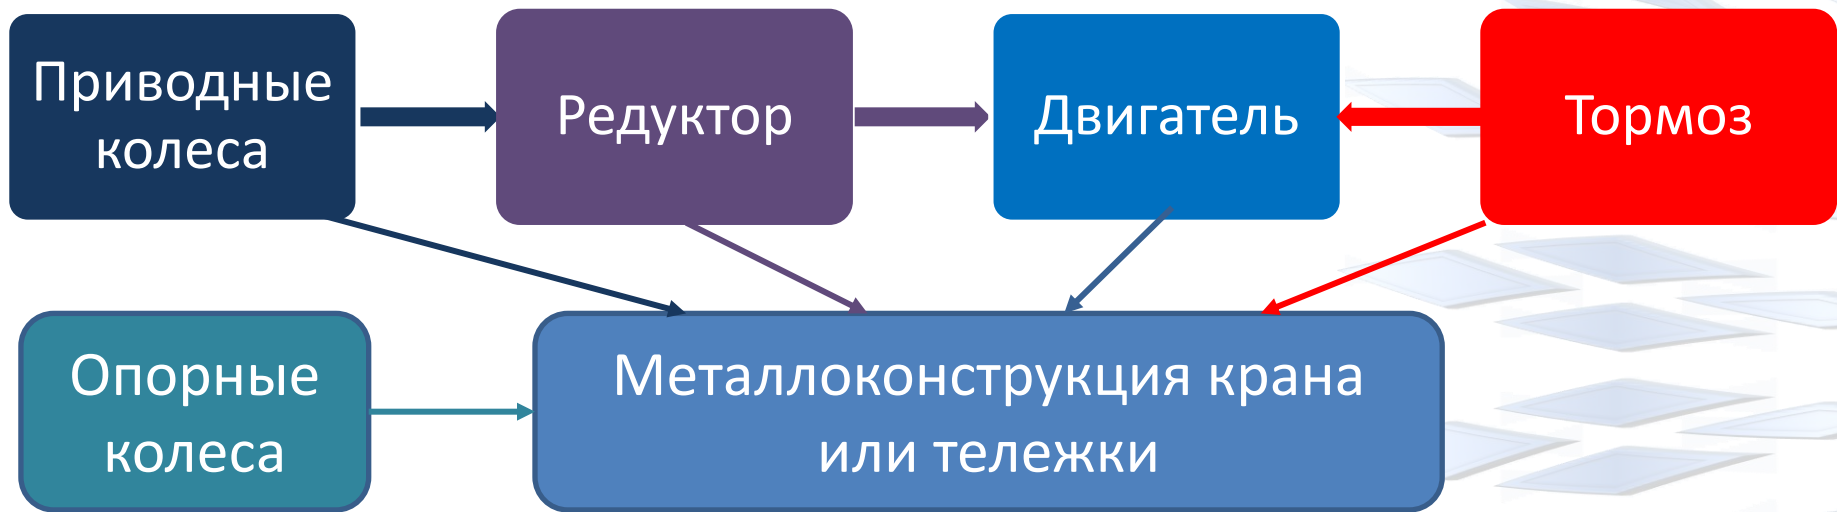 Приводные
колеса
Редуктор
Двигатель
Тормоз
Опорные
колеса
Металлоконструкция крана
или тележки